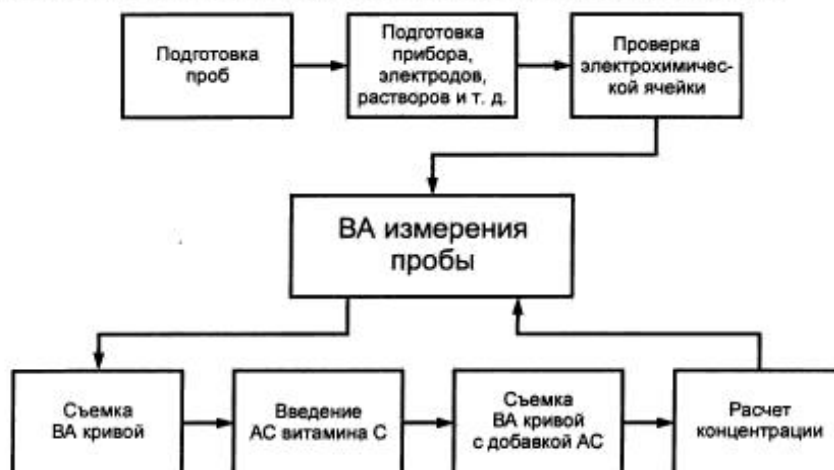 Подготовка
проб
Подготовка
прибора,
электродов,
растворов и т. д.
Проверка
электрохимичес-
кой ячейки
ВА измерения
пробы
Съемка
ВА кривой
Введение
АС витамина С
Съемка
ВА кривой
с добавкой АС
Расчет
концентрации